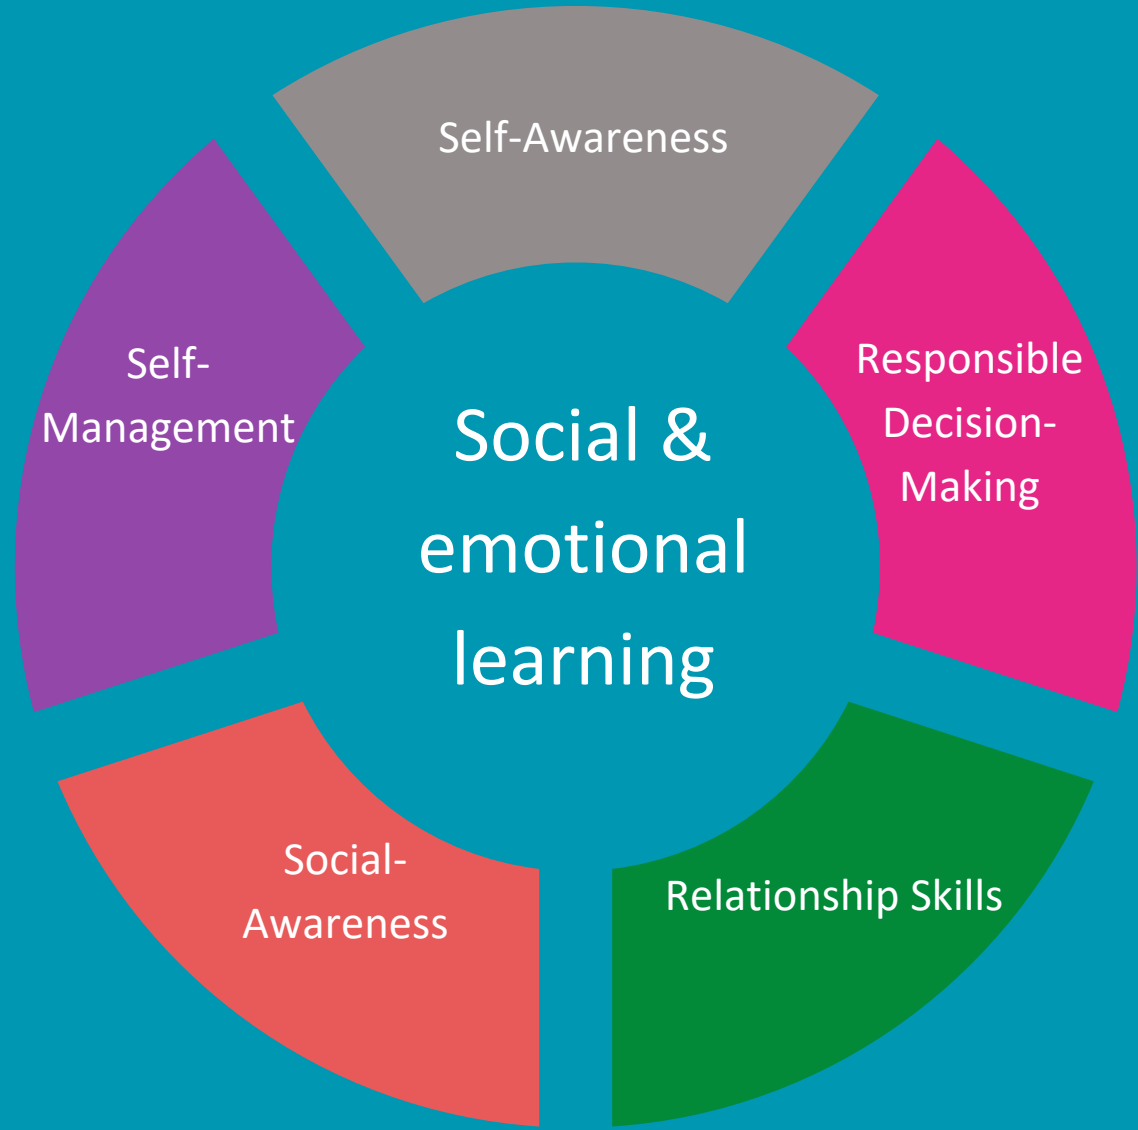 Self-Awareness
Responsible
Decision-
Making
Self-
Management
Social &
emotional
learning
Social-
Awareness
Relationship Skills